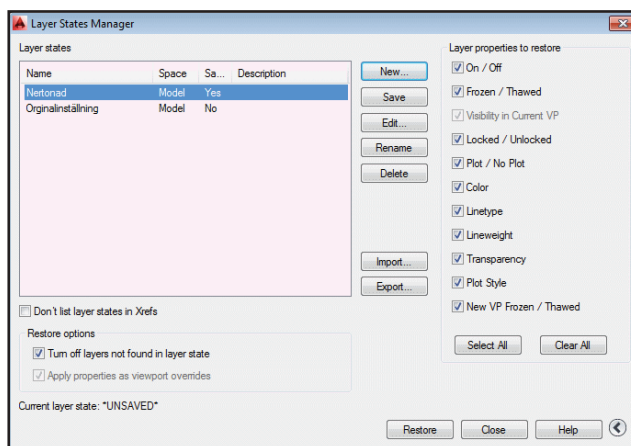 Layer States Manager
Layer states
Name Space Sa... Description
Nertonad Model Yes
Orginalinställning Model No
New...
Save
Edit...
Rename
Delete
Import...
Export...
Don't list layer states in Xrefs
Restore options
Turn off layers not found in layer state
Apply properties as viewport overrides
Current layer state: "UNSAVED"
Layer properties to restore
On / Off
Frozen / Thawed
Visibility in Current VP
Locked / Unlocked
Plot / No Plot
Color
Linetype
Lineweight
Transparency
Plot Style
New VP Frozen / Thawed
Select All Clear All
Restore Close Help